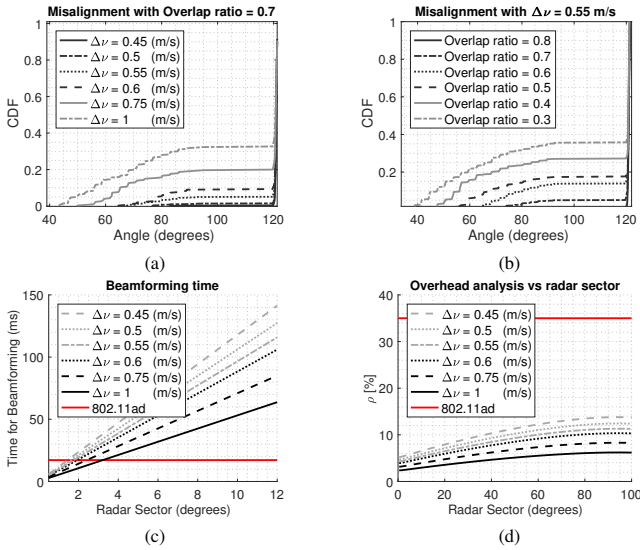 Misalignment with Overlap ratio = 0.7
CDF
1
0.8
0.6
0.4
0.2
0
Δν = 0.45 (m/s)
Δν = 0.5 (m/s)
Δν = 0.55 (m/s)
Δν = 0.6 (m/s)
Δν = 0.75 (m/s)
Δν = 1 (m/s)
40 60 80 100 120
Angle (degrees)
(a)
Misalignment with Δν = 0.55 m/s
CDF
1
0.8
0.6
0.4
0.2
Overlap ratio = 0.8
Overlap ratio = 0.7
Overlap ratio = 0.6
Overlap ratio = 0.5
Overlap ratio = 0.4
Overlap ratio = 0.3
40 60 80 100 120
Angle (degrees)
(b)
Beamforming time
Time for Beamforming (ms)
150
100
50
0
Δν = 0.45 (m/s)
Δν = 0.5 (m/s)
Δν = 0.55 (m/s)
Δν = 0.6 (m/s)
Δν = 0.75 (m/s)
Δν = 1 (m/s)
802.11ad
2 4 6 8 10 12
Radar Sector (degrees)
(c)
Overhead analysis vs radar sector
ρ [%]
40
30
20
10
0
Δν = 0.45 (m/s)
Δν = 0.5 (m/s)
Δν = 0.55 (m/s)
Δν = 0.6 (m/s)
Δν = 0.75 (m/s)
Δν = 1 (m/s)
802.11ad
0 20 40 60 80 100
Radar Sector (degrees)
(d)